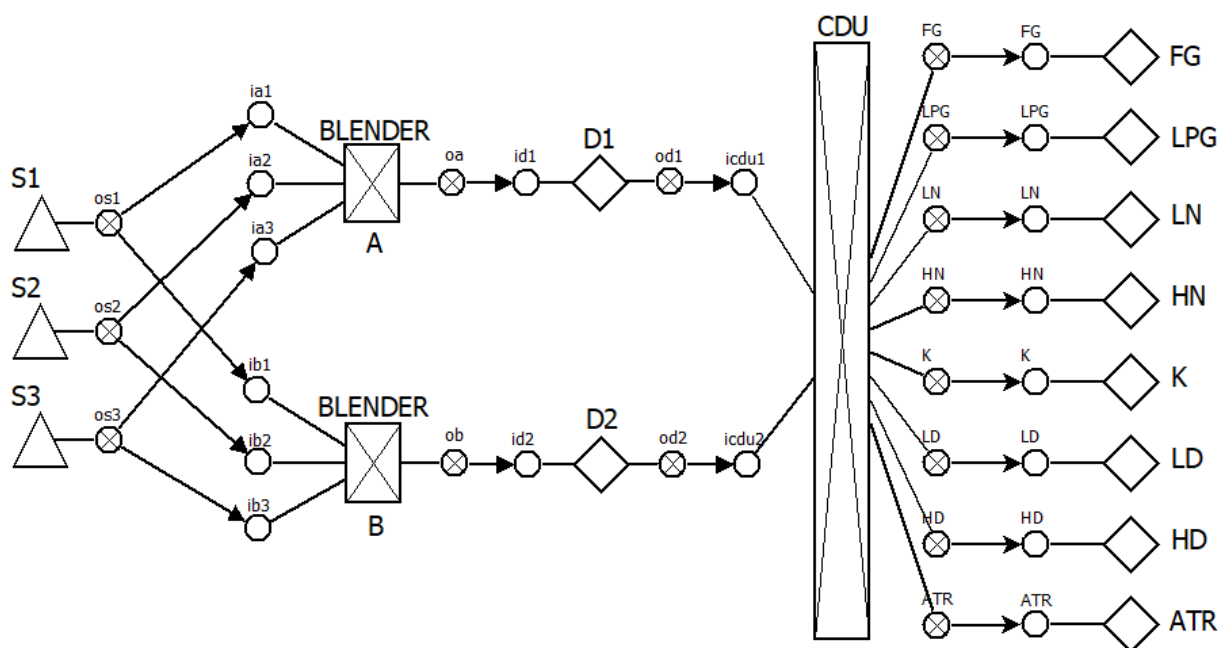 CDU
FG
FG
FG
ia1
BLENDER
LPG
LPG
LPG
oa
id1
D1
od1
icdu1
ia2
S1
os1
LN
LN
LN
ia3
A
S2
os2
HN
HN
HN
ib1
K
K
K
S3
os3
BLENDER
ib2
ob
id2
D2
od2
icdu2
LD
LD
LD
ib3
B
HD
HD
HD
ATR
ATR
ATR